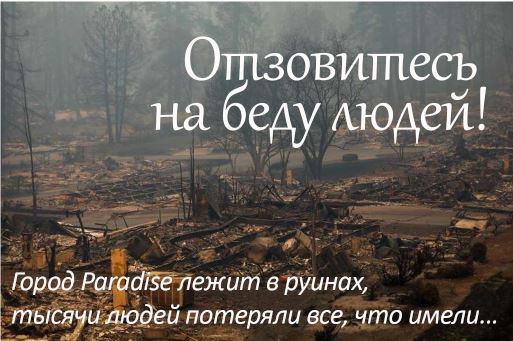 Отзовитесь
на беду людей!
Город Paradise лежит в руинах,
тысячи людей потеряли все, что имели...